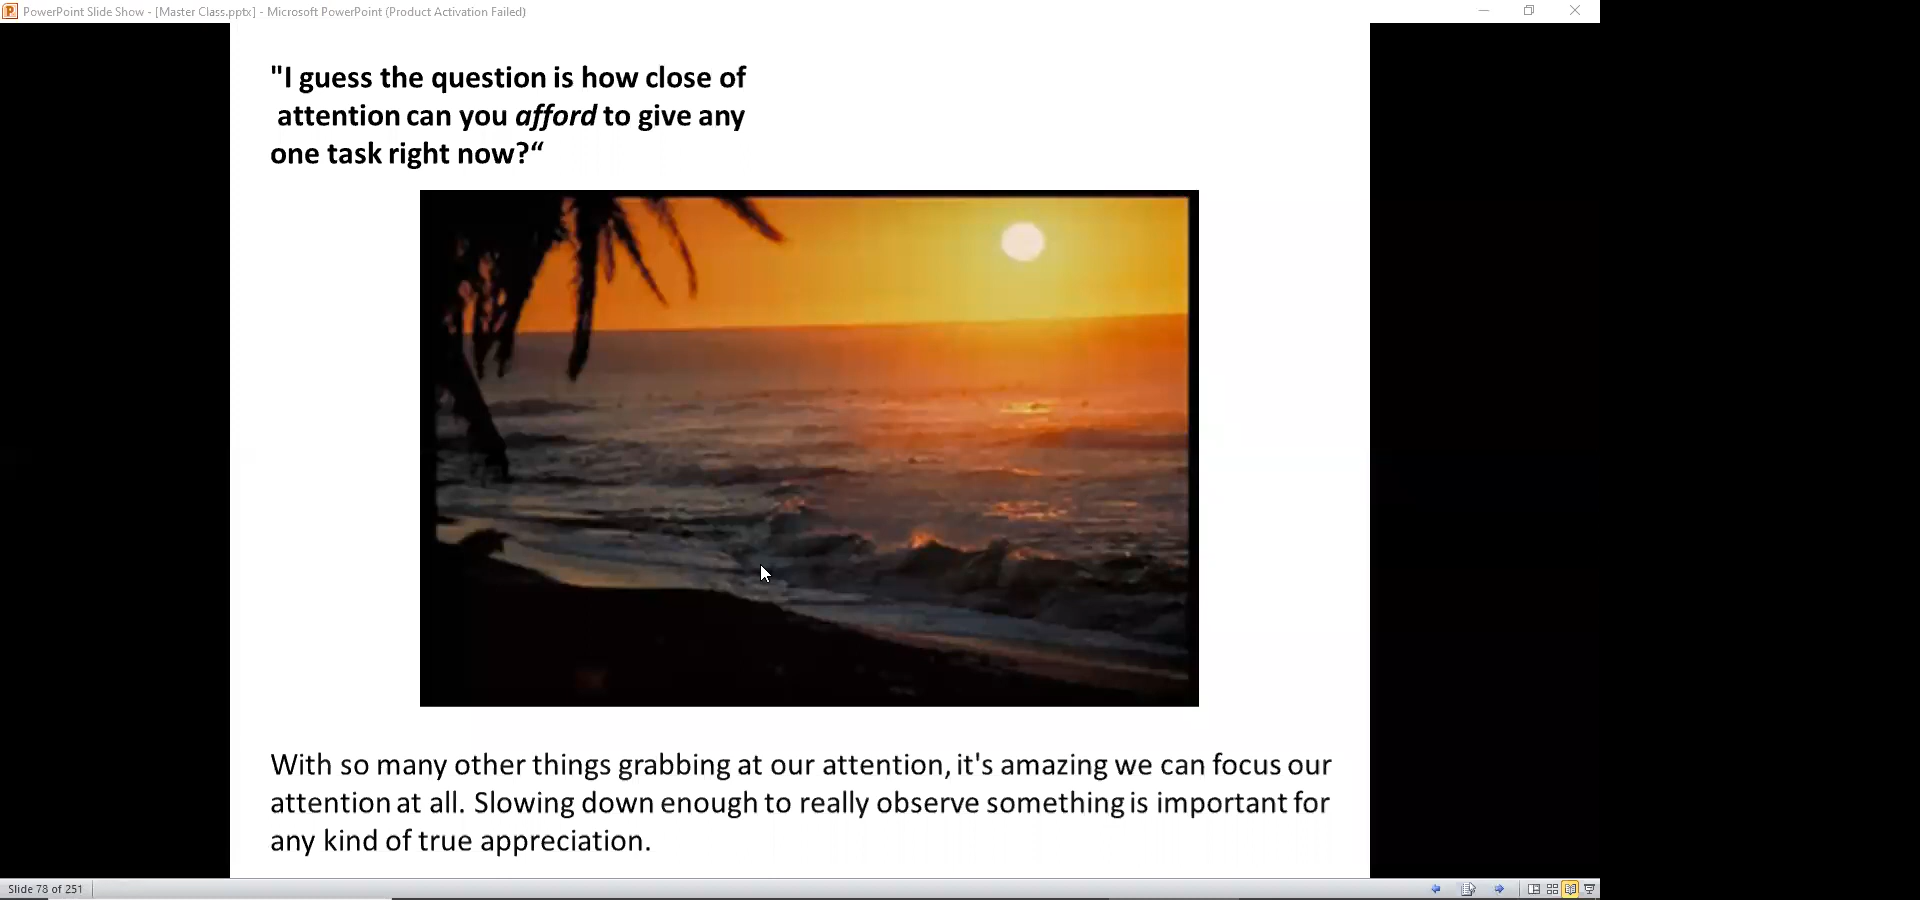 PowerPoint Slide Show - [Master Class.pptx] - Microsoft PowerPoint (Product Activation Failed)
"I guess the question is how close of
attention can you afford to give any
one task right now?“
With so many other things grabbing at our attention, it's amazing we can focus our
attention at all. Slowing down enough to really observe something is important for
any kind of true appreciation.
Slide 78 of 251